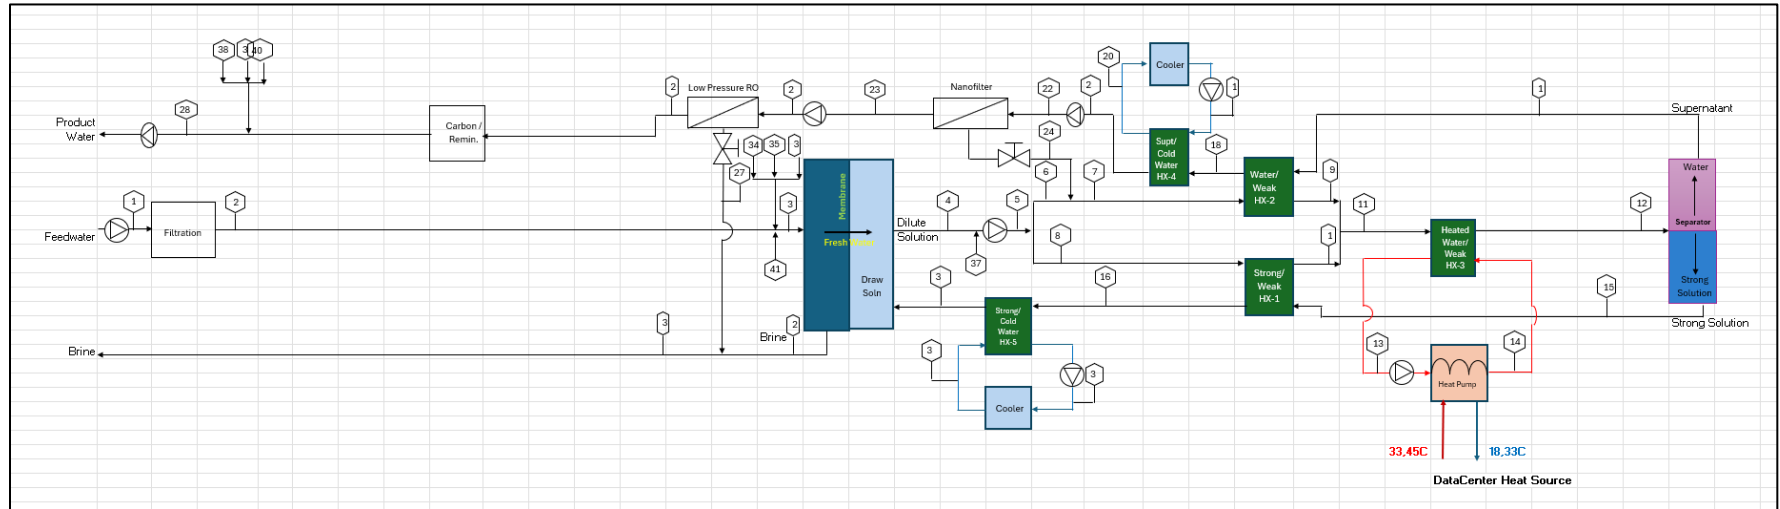 38
3
40
20
Cooler
1
2
Low Pressure RO
2
23
Nanofilter
22
2
1
Supernatant
28
Product
Water
Carbon /
Remin.
34
35
3
24
Supt/
Cold
Water
HX-4
18
Water/
Weak
HX-2
9
Water
27
6
7
Membrane
1
2
3
4
5
11
12
Feedwater
Filtration
Fresh Water
Dilute
Solution
Heated
Water/
Weak
HX-3
Separator
8
1
41
37
Draw
Soln
3
16
Strong/
Weak
HX-1
15
Strong
Solution
Strong/
Cold
Water
HX-5
3
2
Brine
Strong Solution
Brine
3
3
13
14
Heat Pump
Cooler
33,45C
18,33C
DataCenter Heat Source